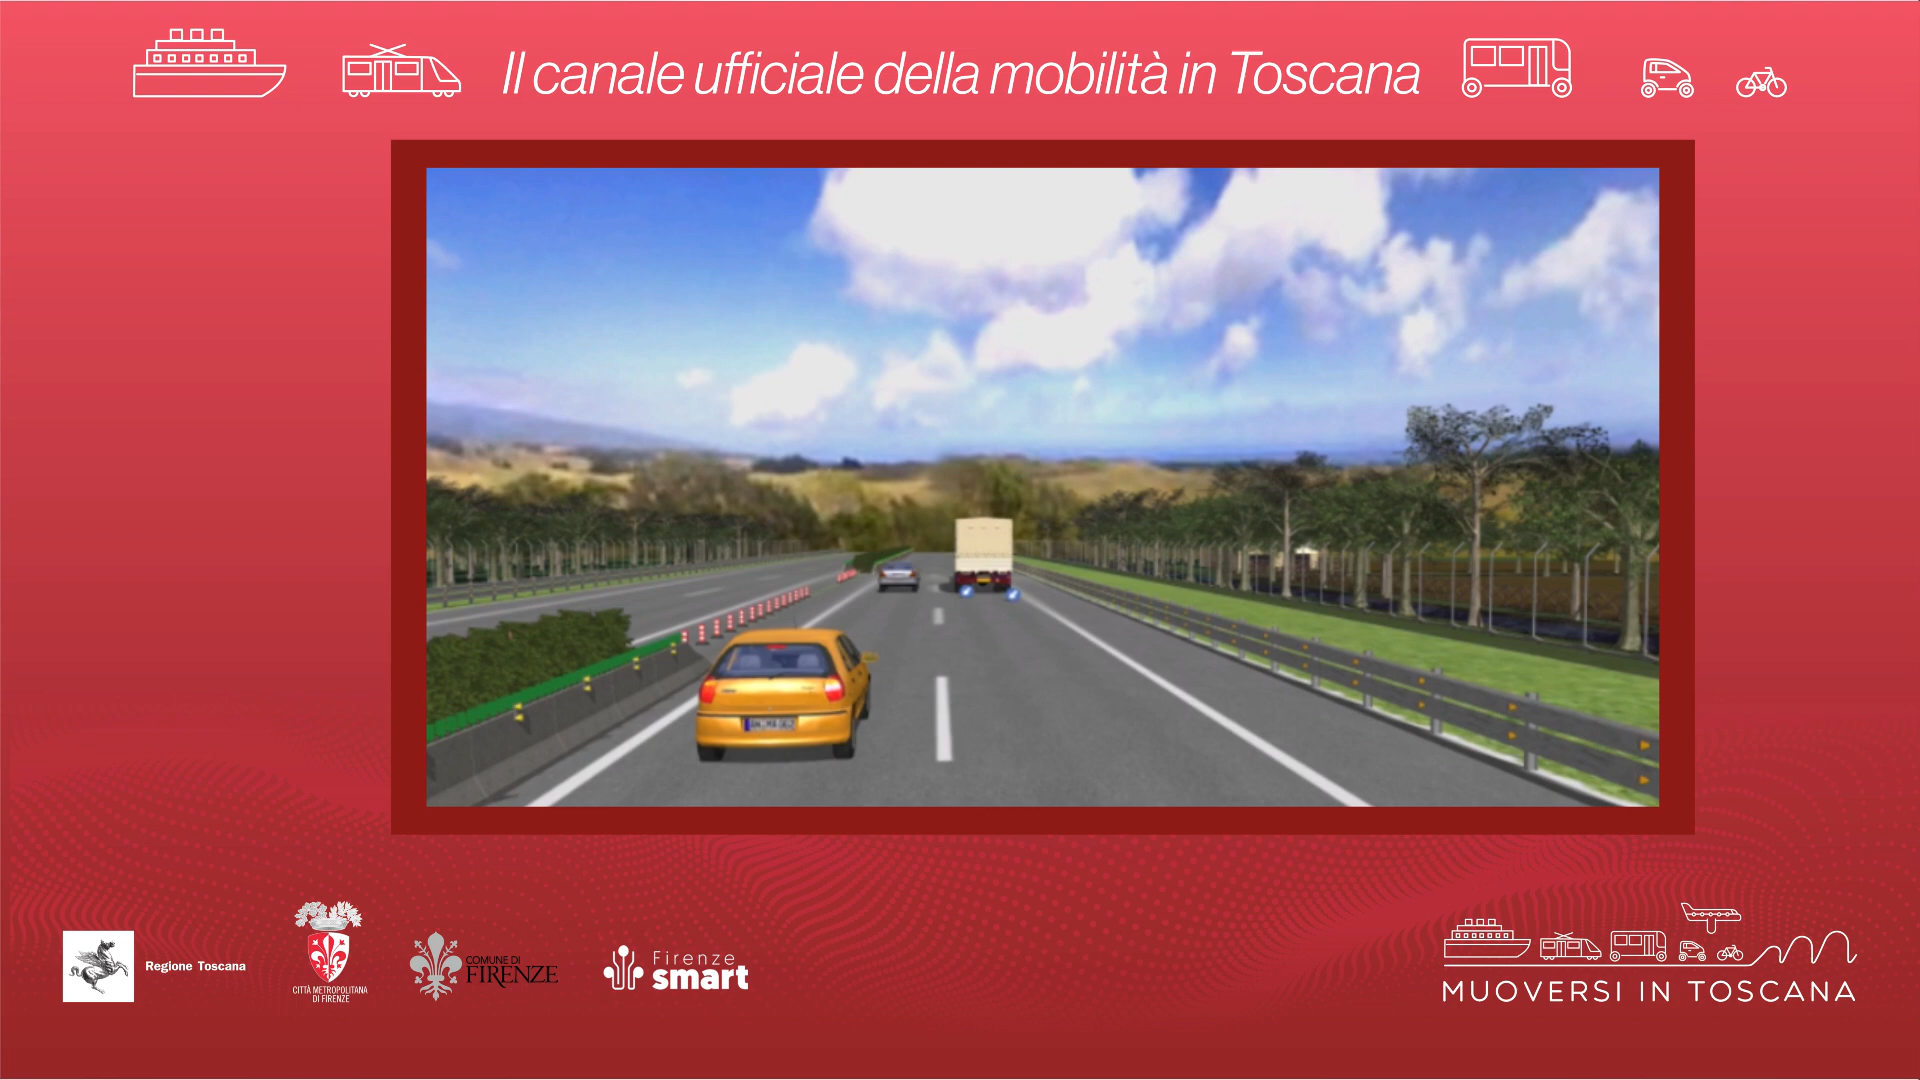 Il canale ufficiale della mobilità in Toscana
Regione Toscana
CITTÀ METROPOLITANA
DI FIRENZE
COMUNE DI
FIRENZE
Firenze
smart
MUOVERSI IN TOSCANA